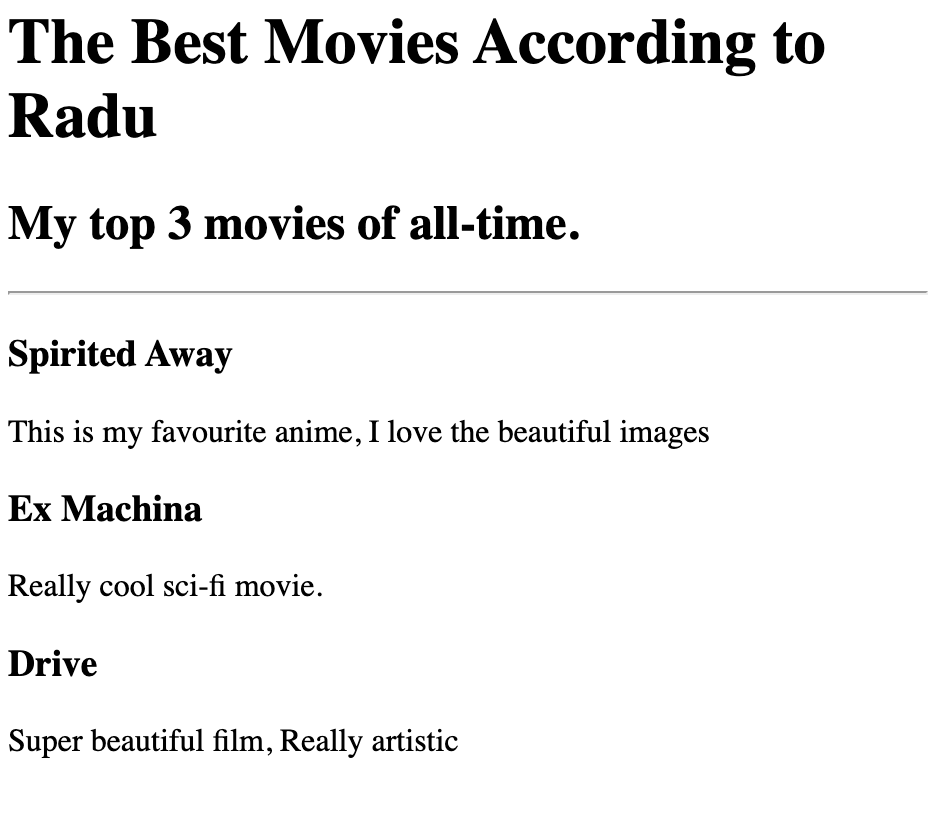 The Best Movies According to
Radu
My top 3 movies of all-time.
Spirited Away
This is my favourite anime, I love the beautiful images
Ex Machina
Really cool sci-fi movie.
Drive
Super beautiful film, Really artistic